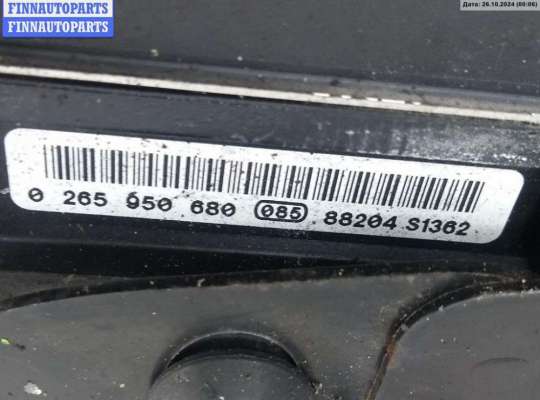 FINNAUTOPARTS
FINNAUTOPARTS
Дата: 26.10.2024 (00:06)
0 265 950 680 085 88204 S1362